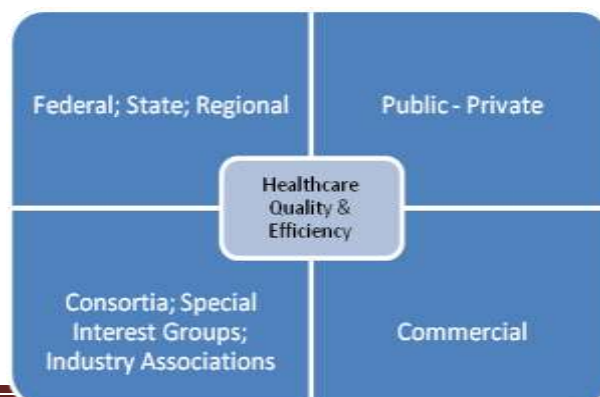 Federal; State; Regional
Public - Private
Healthcare
Quality &
Efficiency
Consortia; Special
Interest Groups;
Industry Associations
Commercial